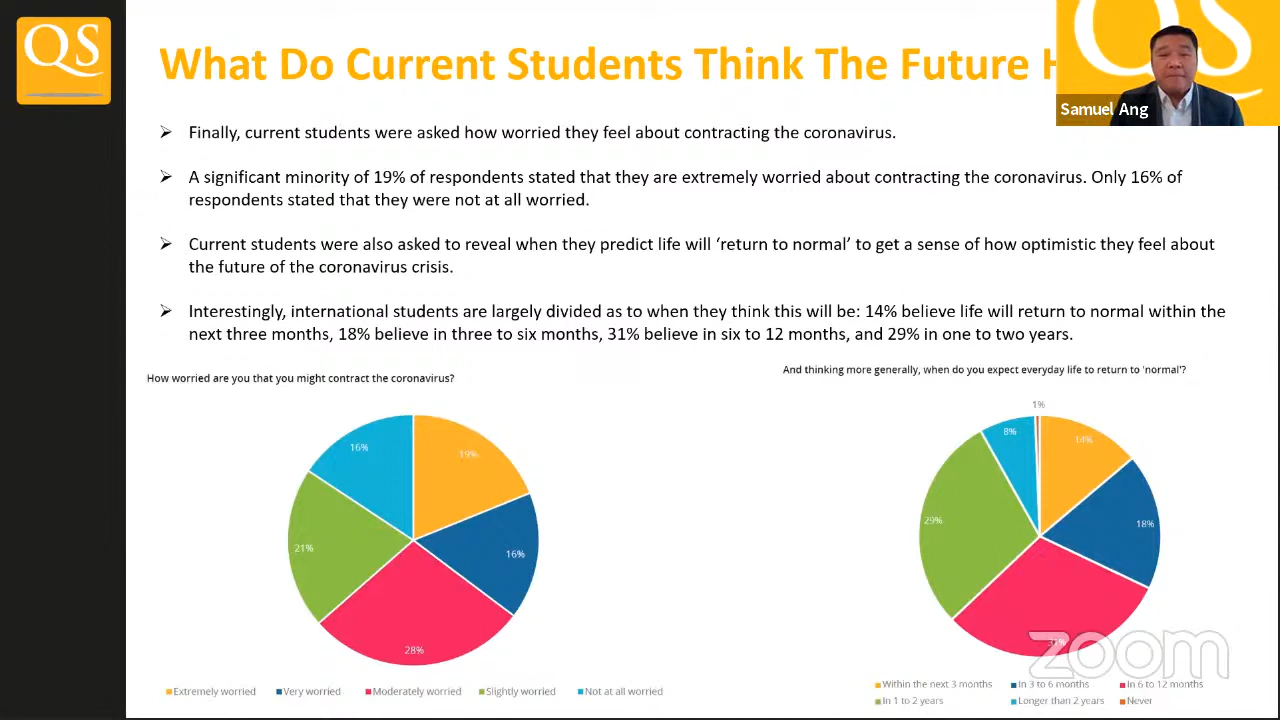 QS
What Do Current Students Think The Future H
Samuel Ang
➢ Finally, current students were asked how worried they feel about contracting the coronavirus.
➢ A significant minority of 19% of respondents stated that they are extremely worried about contracting the coronavirus. Only 16% of
respondents stated that they were not at all worried.
➢ Current students were also asked to reveal when they predict life will ‘return to normal’ to get a sense of how optimistic they feel about
the future of the coronavirus crisis.
➢ Interestingly, international students are largely divided as to when they think this will be: 14% believe life will return to normal within the
next three months, 18% believe in three to six months, 31% believe in six to 12 months, and 29% in one to two years.
How worried are you that you might contract the coronavirus?
16%
19%
21%
16%
28%
Extremely worried Very worried Moderately worried Slightly worried Not at all worried
And thinking more generally, when do you expect everyday life to return to 'normal'?
1%
8%
14%
29%
18%
31%
zoom
Within the next 3 months In 3 to 6 months In 6 to 12 months
In 1 to 2 years Longer than 2 years Never